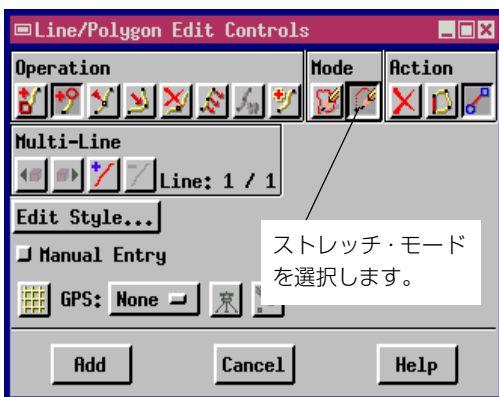 Line/Polygon Edit Controls
Operation
Mode
Action
Multi-Line
Line: 1 / 1
Edit Style...
Manual Entry
GPS: None
ストレッチ・モード
を選択します。
Add
Cancel
Help